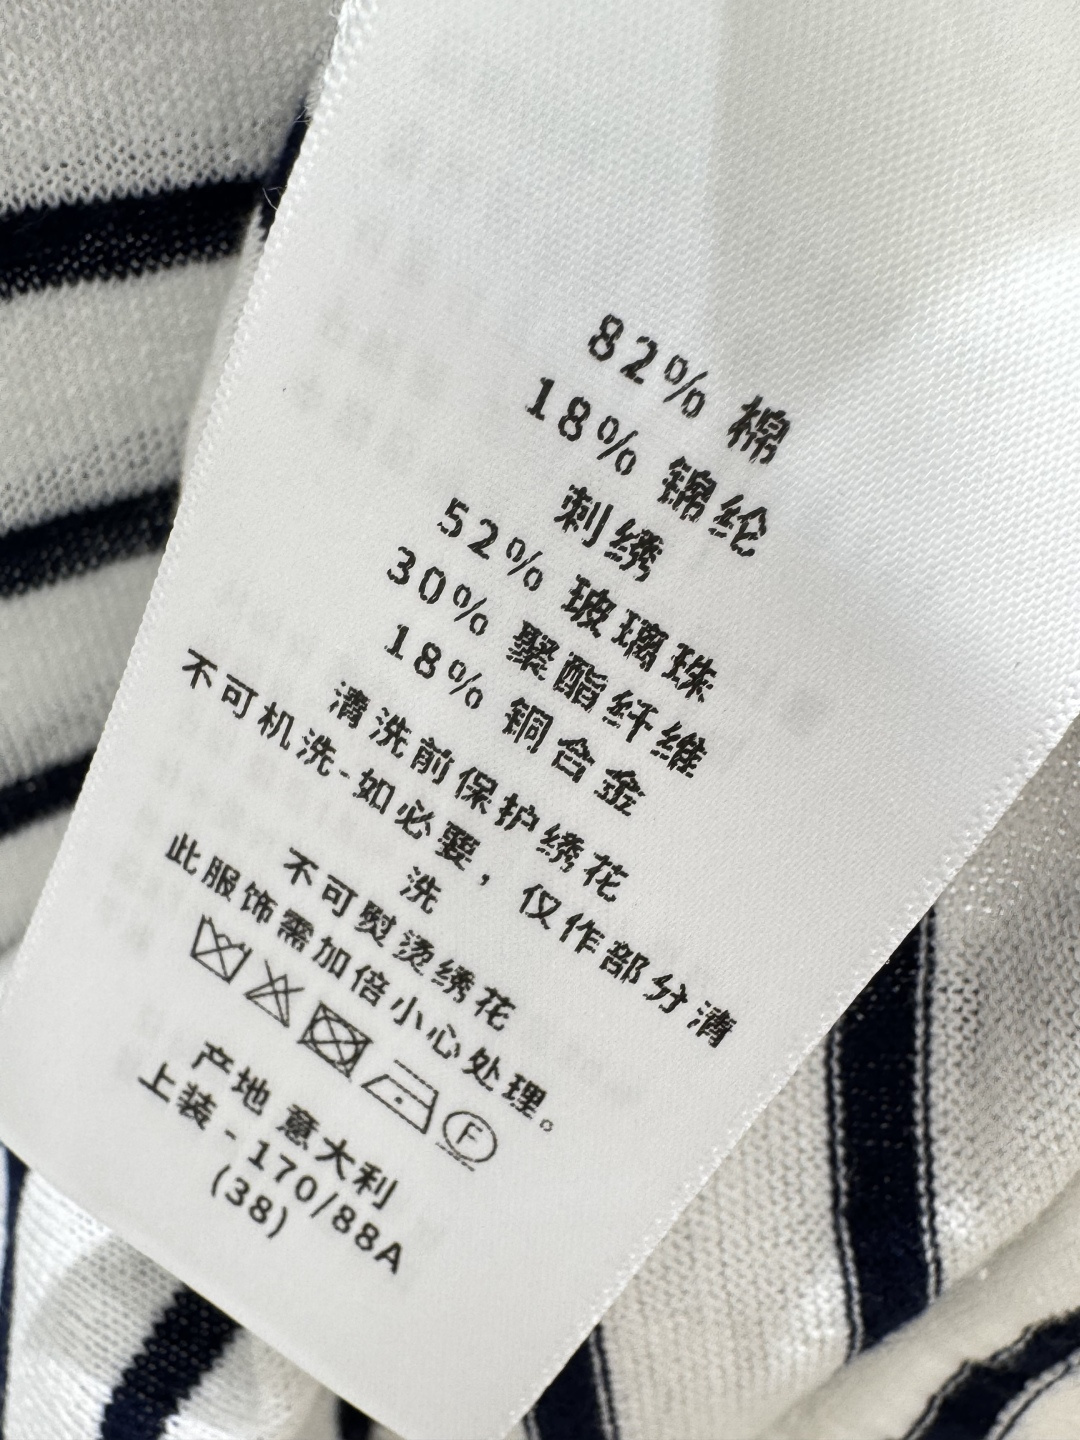 82% 棉
18% 锦纶
刺绣
52% 玻璃珠
30% 聚酯纤维
18% 铜合金
清洗前保护绣花
不可机洗-如必要，仅作部分清
洗
不可熨烫绣花
此服饰需加倍小心处理。
F
产地 意大利
上装 - 170/88A
(38)